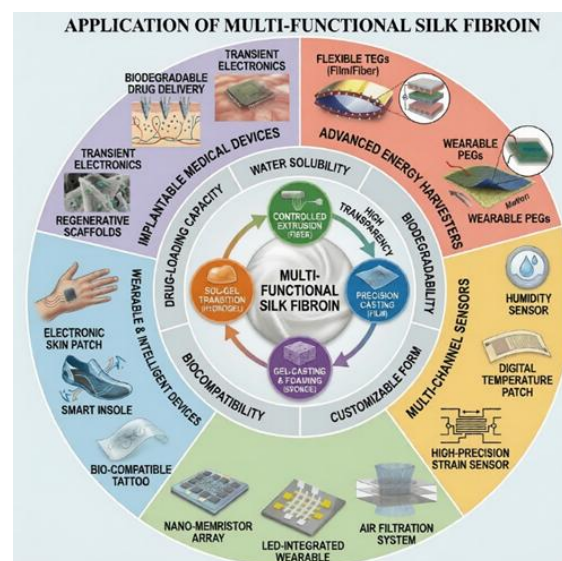 APPLICATION OF MULTI-FUNCTIONAL SILK FIBROIN
TRANSIENT
ELECTRONICS
BIODEGRADABLE
DRUG DELIVERY
TRANSIENT
ELECTRONICS
REGENERATIVE
SCAFFOLDS
IMPLANTABLE MEDICAL DEVICES
FLEXIBLE TEGs
(Film/Fiber)
WEARABLE
PEGs
Motion
WEARABLE PEGs
ADVANCED ENERGY HARVESTERS
WATER SOLUBILITY
DRUG-LOADING CAPACITY
BIODEGRADABILITY
HIGH
TRANSPARENCY
CONTROLLED
EXTRUSION
(FIBER)
SOL-GEL
TRANSITION
(HYDROGEL)
MULTI-
FUNCTIONAL
SILK FIBROIN
PRECISION
CASTING
(FILM)
GEL-CASTING
& FOAMING
(SPONGE)
BIOCOMPATIBILITY
CUSTOMIZABLE FORM
WEARABLE & INTELLIGENT DEVICES
ELECTRONIC
SKIN PATCH
SMART INSOLE
BIO-COMPATIBLE
TATTOO
MULTI-CHANNEL SENSORS
HUMIDITY
SENSOR
DIGITAL
TEMPERATURE
PATCH
HIGH-PRECISION
STRAIN SENSOR
NANO-MEMRISTOR
ARRAY
LED-INTEGRATED
WEARABLE
AIR FILTRATION
SYSTEM